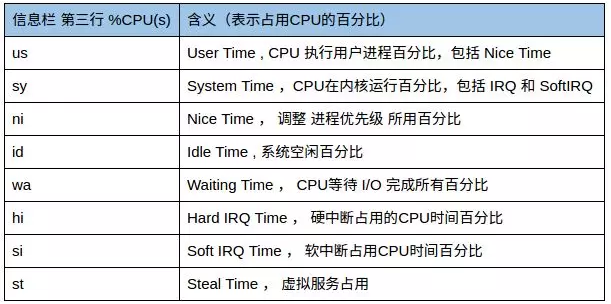 信息栏 第三行 %CPU(s) 含义（表示占用CPU的百分比）
us User Time , CPU 执行用户进程百分比，包括 Nice Time
sy System Time ，CPU在内核运行百分比，包括 IRQ 和 SoftIRQ
ni Nice Time ， 调整 进程优先级 所用百分比
id Idle Time , 系统空闲百分比
wa Waiting Time ， CPU等待 I/O 完成所有百分比
hi Hard IRQ Time ， 硬中断占用的CPU时间百分比
si Soft IRQ Time ， 软中断占用CPU时间百分比
st Steal Time ， 虚拟服务占用